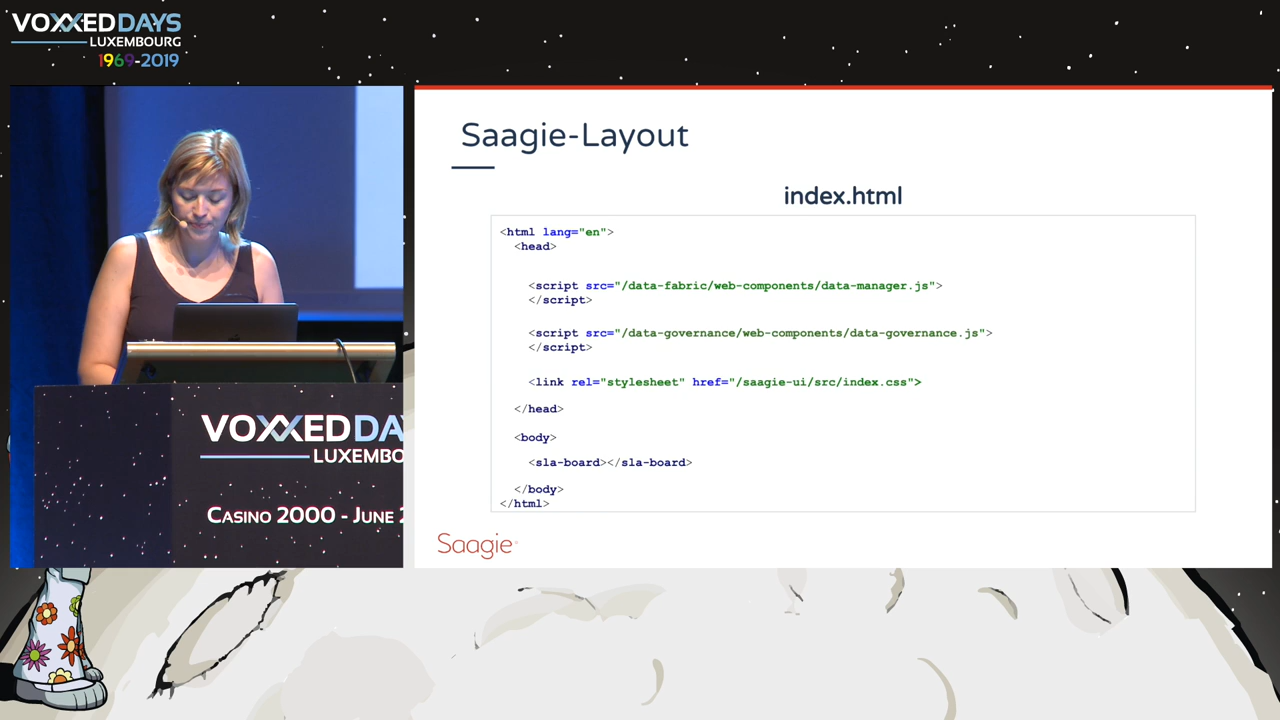 VOXXEDDAYS
LUXEMBOURG
1969-2019
Saagie-Layout
index.html
<html lang="en">
<head>
<script src="/data-fabric/web-components/data-manager.js">
</script>
<script src="/data-governance/web-components/data-governance.js">
</script>
<link rel="stylesheet" href="/saagie-ui/src/index.css">
</head>
<body>
<sla-board></sla-board>
</body>
</html>
Saagie
VOXXEDDA
LUXEMBO
CASINO 2000 - JUNE 2